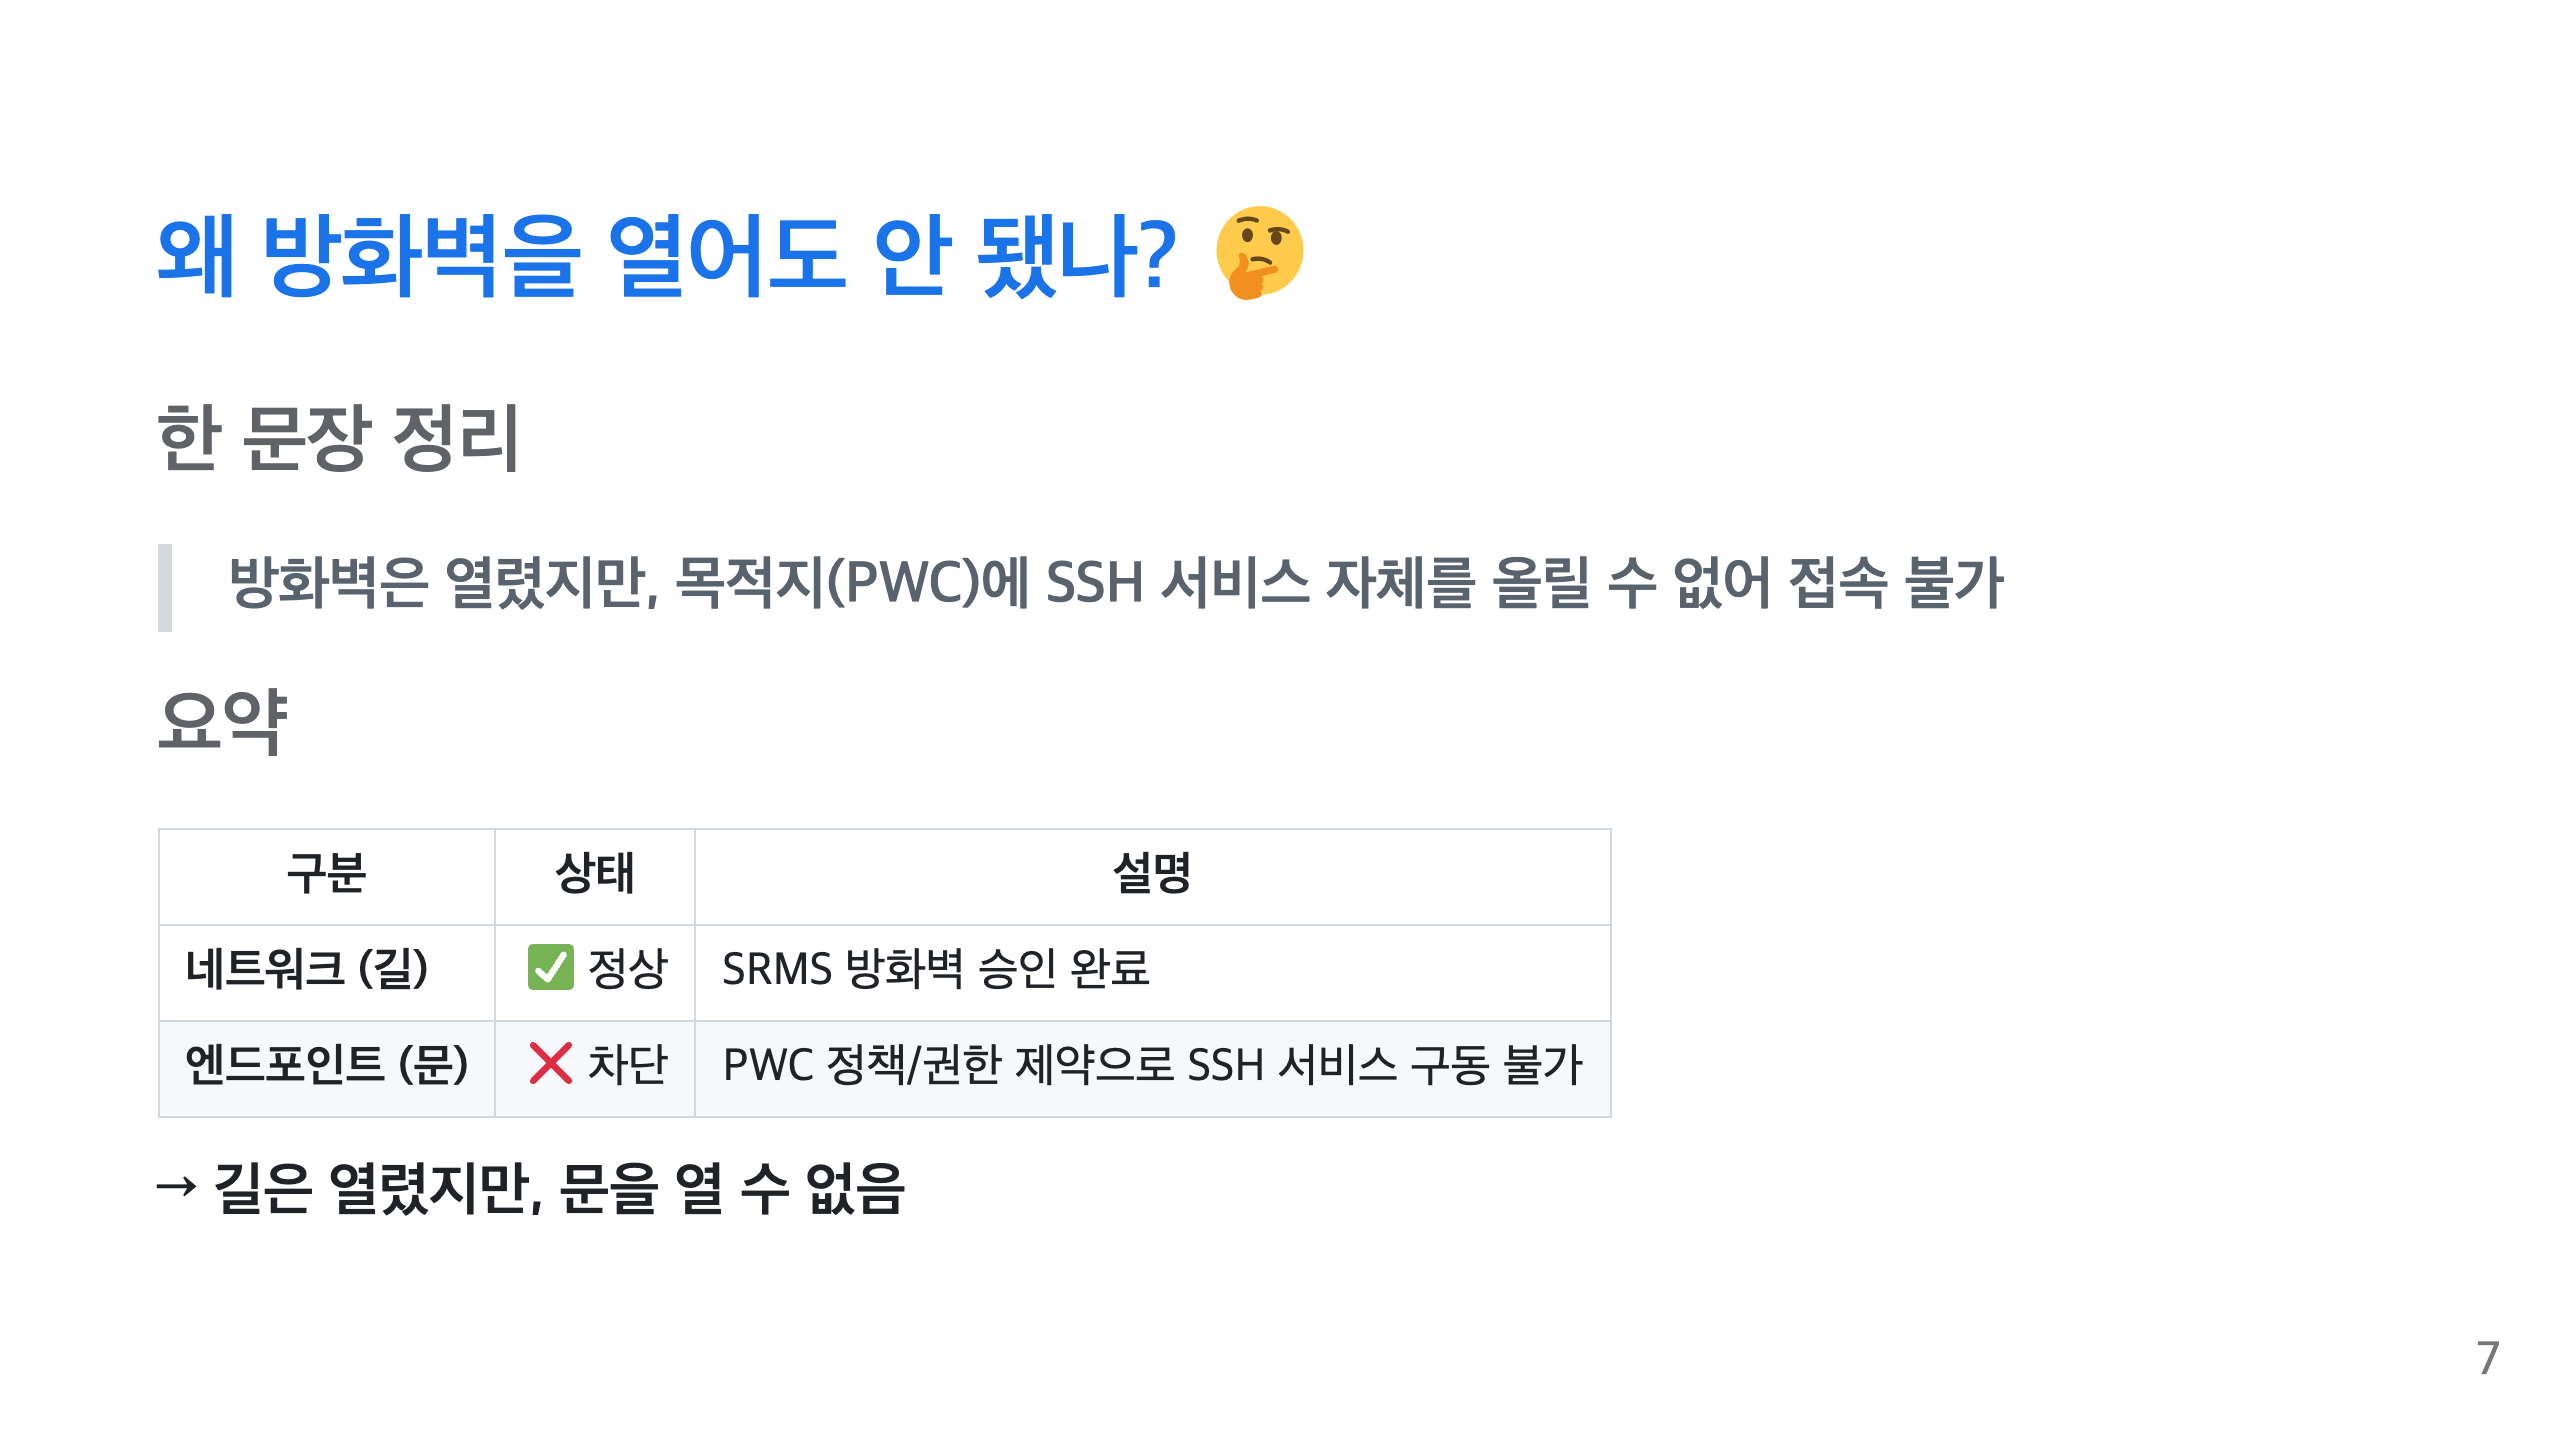 왜 방화벽을 열어도 안 됐나? 🤔
한 문장 정리
방화벽은 열렸지만, 목적지(PWC)에 SSH 서비스 자체를 올릴 수 없어 접속 불가
요약
구분 상태 설명
네트워크 (길) ✅ 정상 SRMS 방화벽 승인 완료
엔드포인트 (문) ❌ 차단 PWC 정책/권한 제약으로 SSH 서비스 구동 불가
→ 길은 열렸지만, 문을 열 수 없음
7